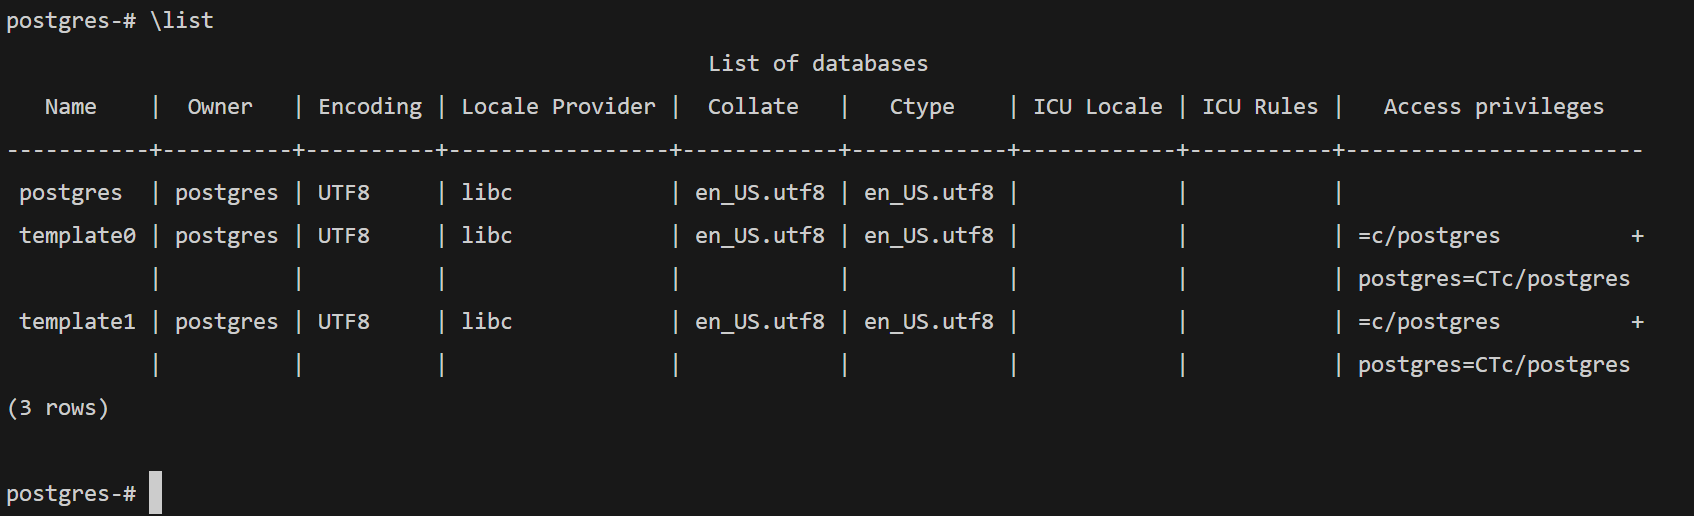 postgres-# \list
                                                      List of databases
   Name    |  Owner   | Encoding | Locale Provider |  Collate   |   Ctype    | ICU Locale | ICU Rules |   Access privileges
-----------+----------+----------+-----------------+------------+------------+------------+-----------+-----------------------
 postgres  | postgres | UTF8     | libc            | en_US.utf8 | en_US.utf8 |            |           |
 template0 | postgres | UTF8     | libc            | en_US.utf8 | en_US.utf8 |            |           | =c/postgres          +
           |          |          |                 |            |            |            |           | postgres=CTc/postgres
 template1 | postgres | UTF8     | libc            | en_US.utf8 | en_US.utf8 |            |           | =c/postgres          +
           |          |          |                 |            |            |            |           | postgres=CTc/postgres
(3 rows)

postgres-#